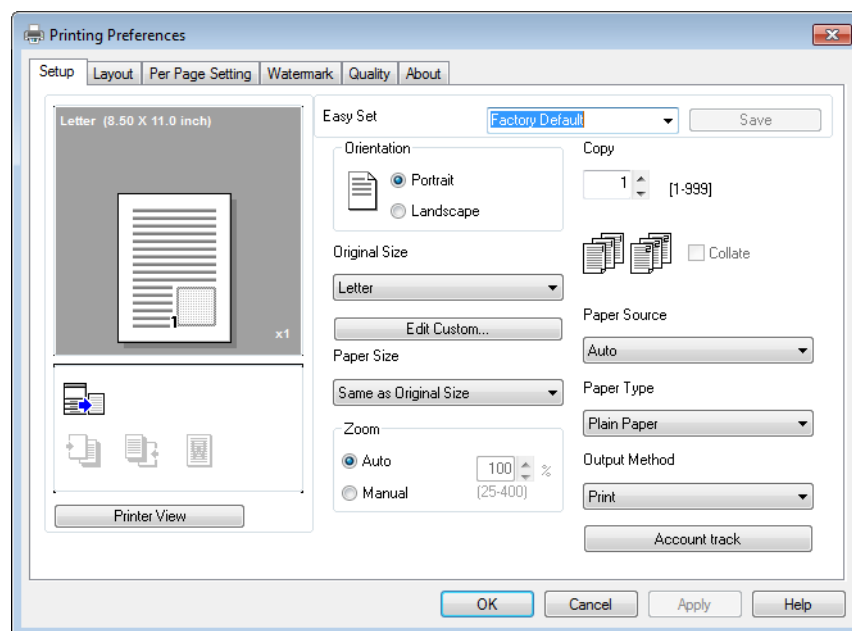 Printing Preferences
Setup Layout Per Page Setting Watermark Quality About
Letter (8.50 X 11.0 inch)
1
x1
Printer View
Easy Set Factory Default Save
Orientation
Portrait
Landscape
Original Size
Letter
Edit Custom...
Paper Size
Same as Original Size
Zoom
Auto
100 %
Manual
(25-400)
Copy
1 [1-999]
2 2 2
Collate
Paper Source
Auto
Paper Type
Plain Paper
Output Method
Print
Account track
OK Cancel Apply Help